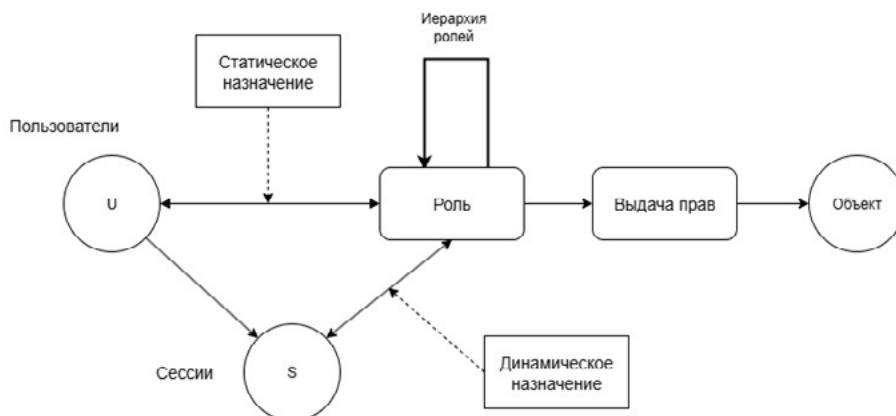 Иерархия
ролей
Статическое
назначение
Пользователи
U
Роль
Выдача прав
Объект
Сессии
S
Динамическое
назначение